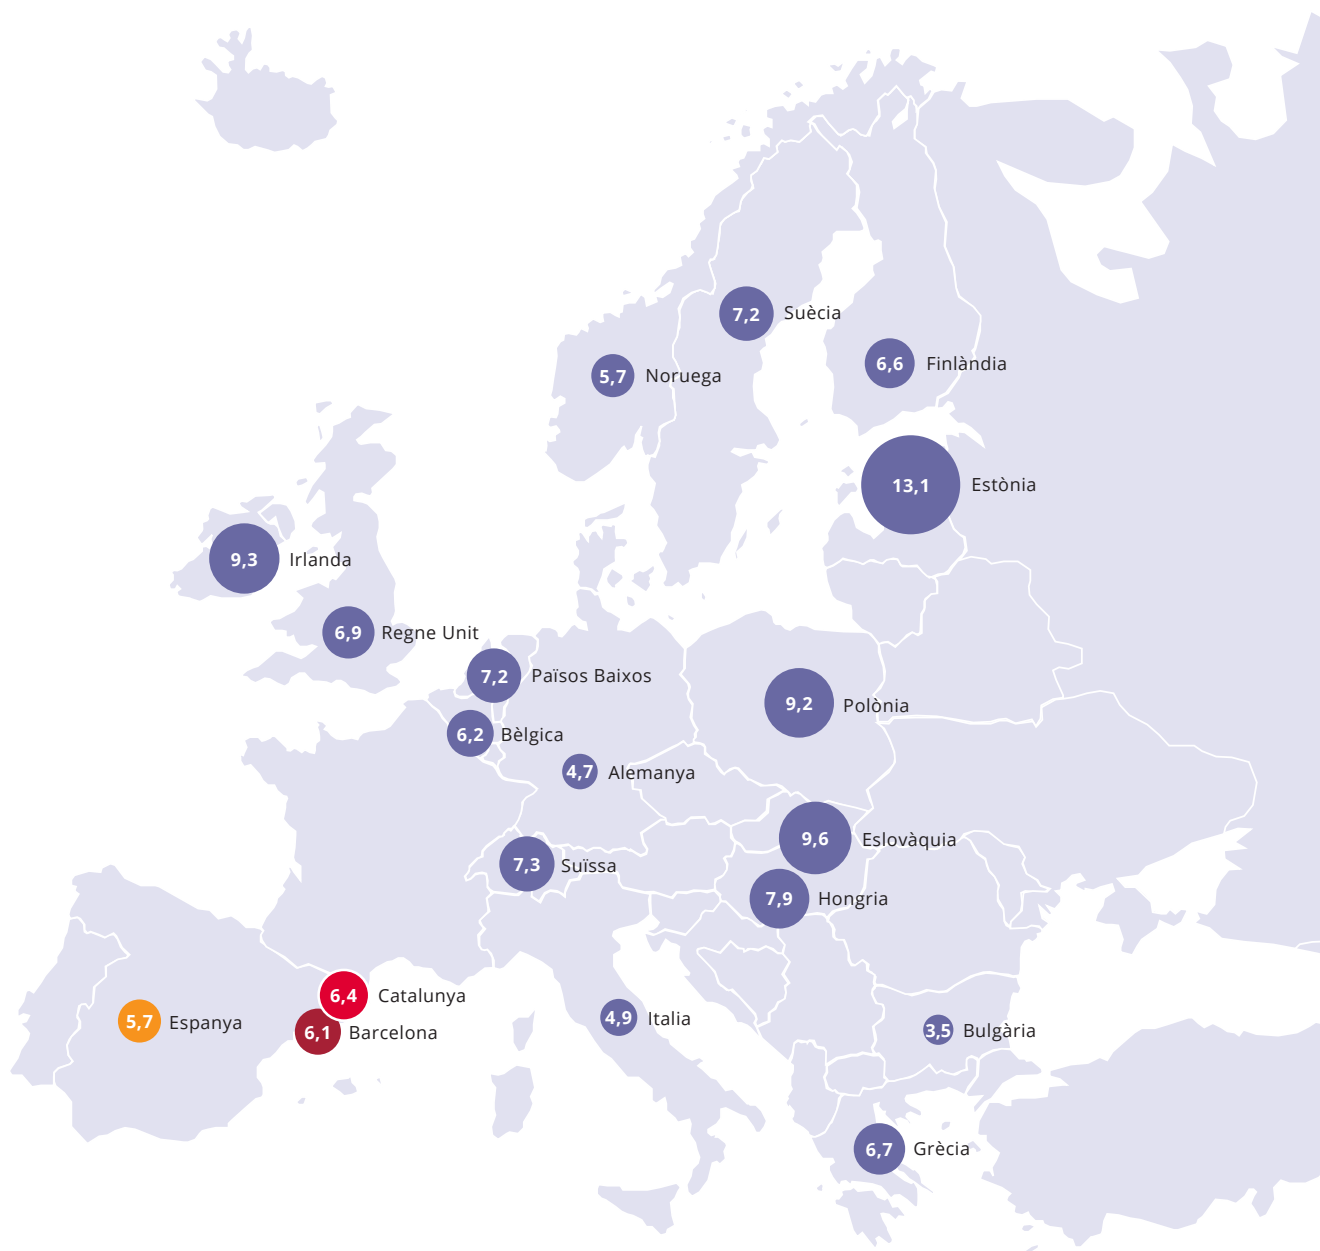 7,2 Suècia
6,6 Finlàndia
5,7 Noruega
13,1 Estònia
9,3 Irlanda
6,9 Regne Unit
7,2 Països Baixos
9,2 Polònia
6,2 Bèlgica
4,7 Alemanya
9,6 Eslovàquia
7,3 Suïssa
7,9 Hongria
6,4 Catalunya
5,7 Espanya
6,1 Barcelona
4,9 Italia
3,5 Bulgària
6,7 Grècia